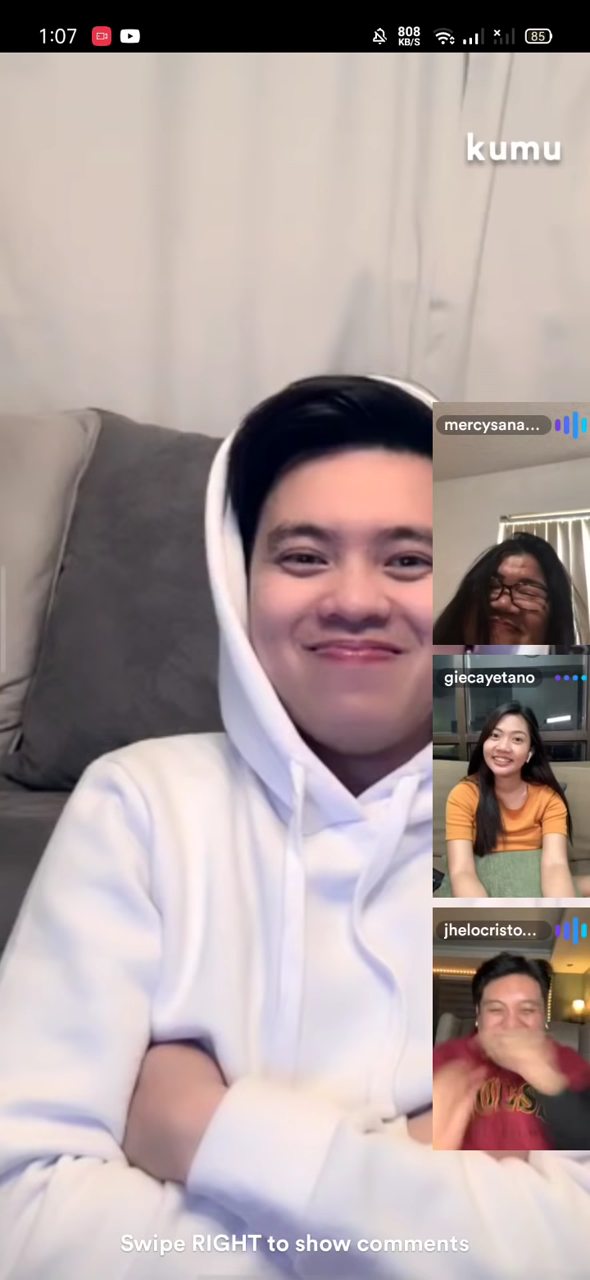 1:07
808
KB/S
85
kumu
mercysana...
giecayetano
jhelocristo...
Swipe RIGHT to show comments